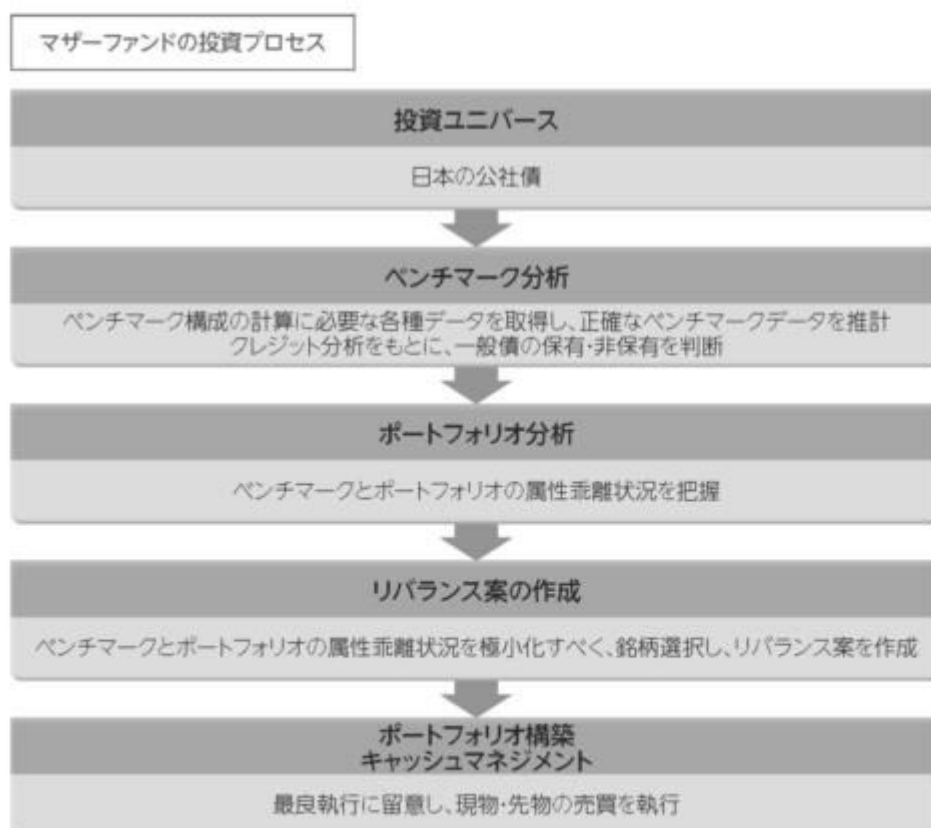 マザーファンドの投資プロセス
投資ユニバース
日本の公社債
ベンチマーク分析
ベンチマーク構成の計算に必要な各種データを取得し、正確なベンチマークデータを推計
クレジット分析をもとに、一般債の保有・非保有を判断
ポートフォリオ分析
ベンチマークとポートフォリオの属性乖離状況を把握
リバランス案の作成
ベンチマークとポートフォリオの属性乖離状況を極小化すべく、銘柄選択し、リバランス案を作成
ポートフォリオ構築
キャッシュマネジメント
最良執行に留意し、現物・先物の売買を執行